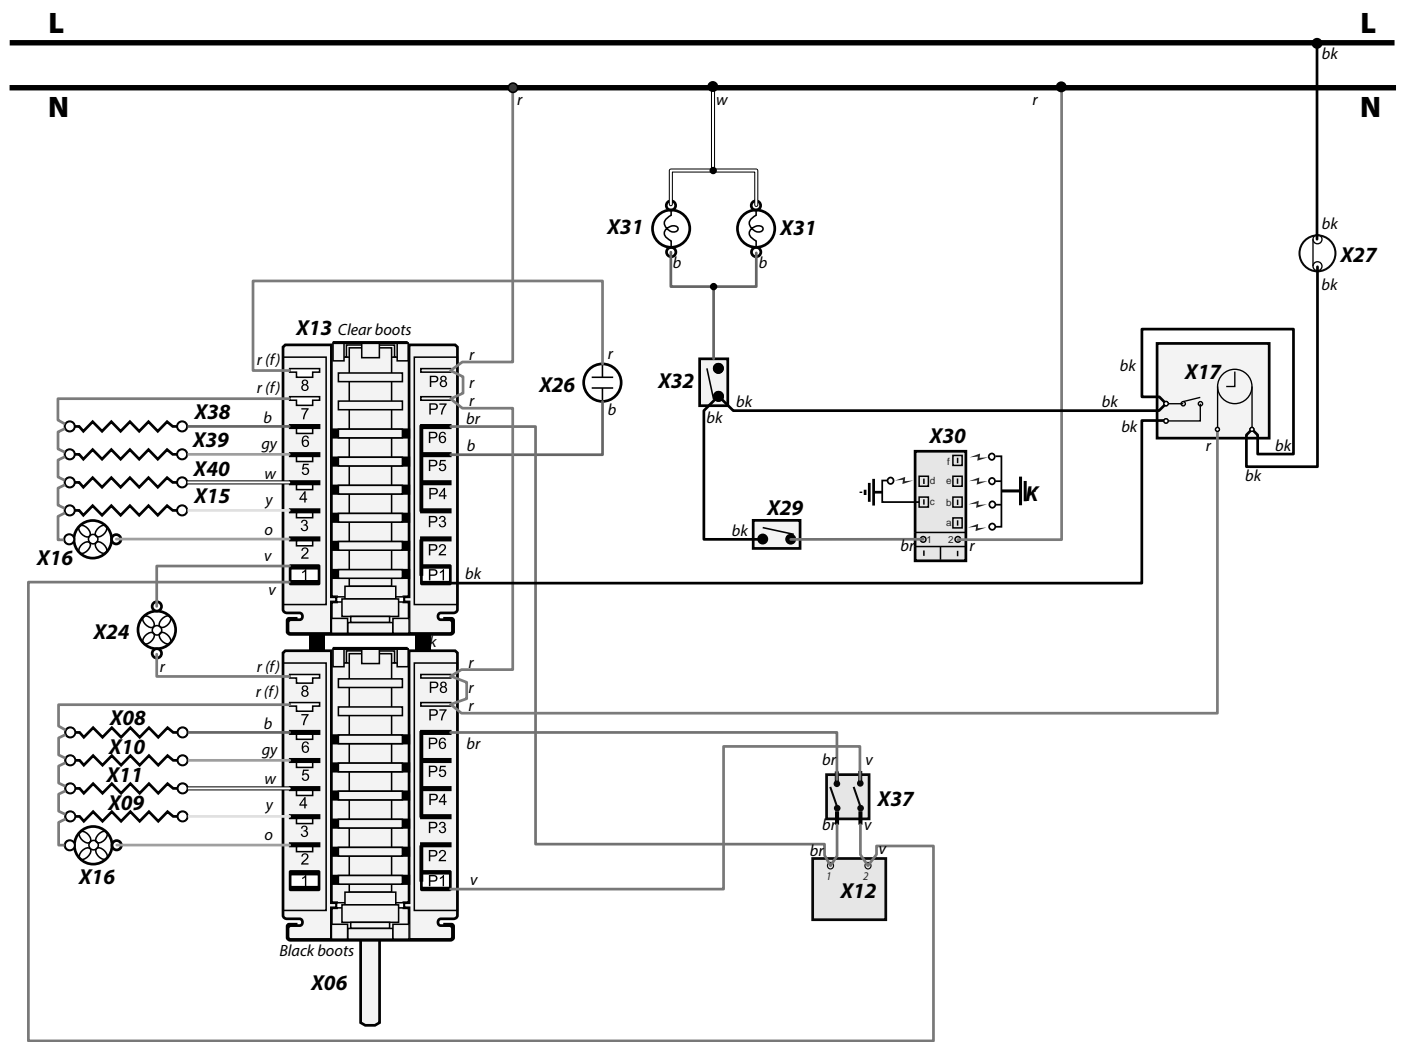 L L
bk
N r w r N
X31 X31
b b
bk
X27
bk
X13 Clear boots
r (f) r r
8 P8 r
X26
r (f) r
7 P7
b
X32
bk
bk
bk
X17
bk
X38 b 6 P6 br
X39 gy 5 P5 b
X40 w 4 P4
X15 y 3 P3
X16 o 2 P2
v 1 P1 bk
v
bk
r
bk
bk
X30
f
d e
c b
a
1 2
br r
K
X29
bk
X24
r
k
r (f) r
8 P8 r
r (f) r
7 P7
X08 b 6 P6 br
X10 gy 5 P5
X11 w 4 P4
X09 y 3 P3
X16 o 2 P2
1 P1 v
br v
X37
br v
br v
1 2
X12
Black boots
X06